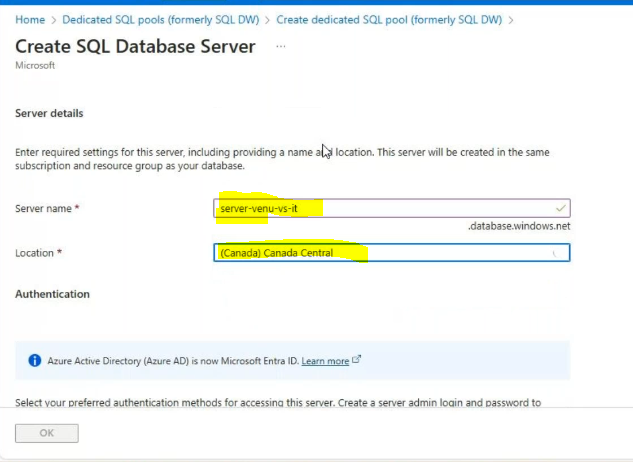 Home > Dedicated SQL pools (formerly SQL DW) > Create dedicated SQL pool (formerly SQL DW) >
Create SQL Database Server ...
Microsoft
Server details
Enter required settings for this server, including providing a name and location. This server will be created in the same
subscription and resource group as your database.
Server name * server-venu-vs-it
.database.windows.net
Location * (Canada) Canada Central
Authentication
Azure Active Directory (Azure AD) is now Microsoft Entra ID. Learn more
Select your preferred authentication methods for accessing this server. Create a server admin login and password to
OK